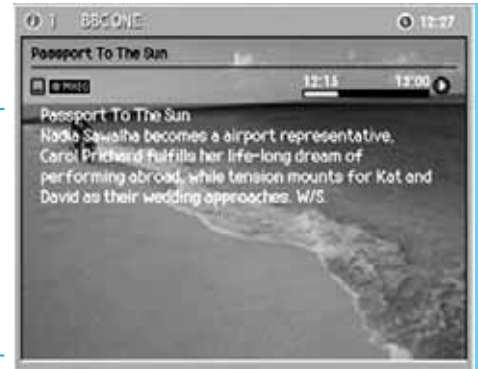 1 BBC ONE 12:27
Passport To The Sun
12:15 13:00
Passport To The Sun
Nadia Sawalha becomes a airport representative,
Carol Prichard fulfills her life-long dream of
performing abroad, while tension mounts for Kat and
David as their wedding approaches. W/S.